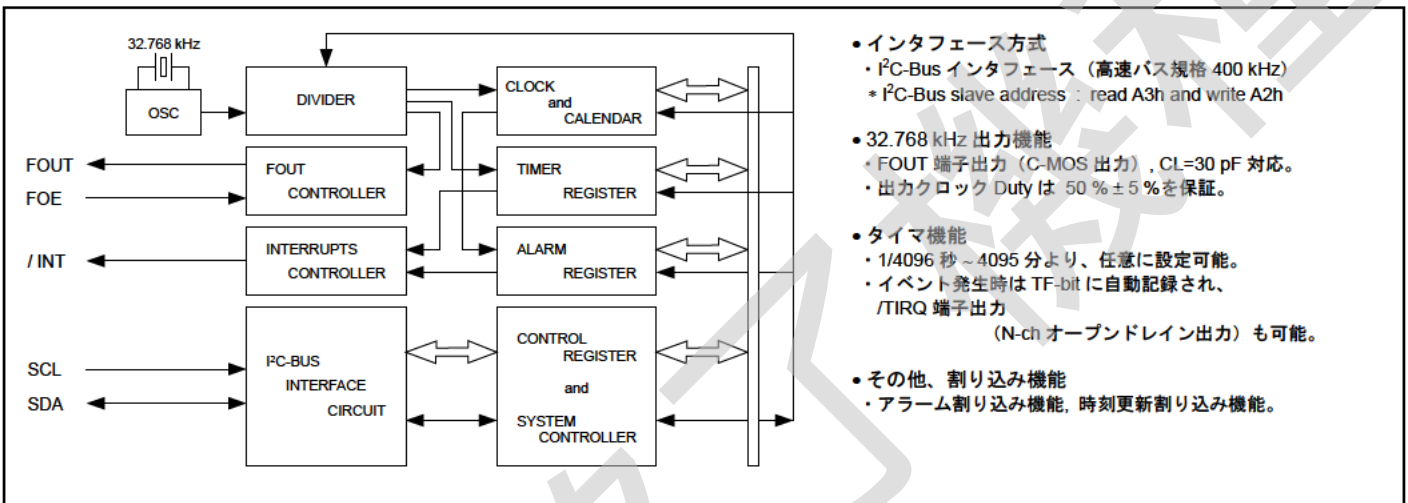 32.768 kHz
OSC
DIVIDER
CLOCK
and
CALENDAR
FOUT
FOE
FOUT
CONTROLLER
TIMER
REGISTER
/ INT
INTERRUPTS
CONTROLLER
ALARM
REGISTER
SCL
SDA
I²C-BUS
INTERFACE
CIRCUIT
CONTROL
REGISTER
and
SYSTEM
CONTROLLER
● インタフェース方式
・I²C-Bus インタフェース（高速バス規格 400 kHz）
* I²C-Bus slave address : read A3h and write A2h
● 32.768 kHz 出力機能
・FOUT 端子出力（C-MOS 出力）, CL=30 pF 対応。
・出力クロック Duty は 50 % ± 5 %を保証。
● タイマ機能
・1/4096 秒 ~ 4095 分より、任意に設定可能。
・イベント発生時は TF-bit に自動記録され、
/TIRQ 端子出力
（N-ch オープンドレイン出力）も可能。
● その他、割り込み機能
・アラーム割り込み機能, 時刻更新割り込み機能。
了機種